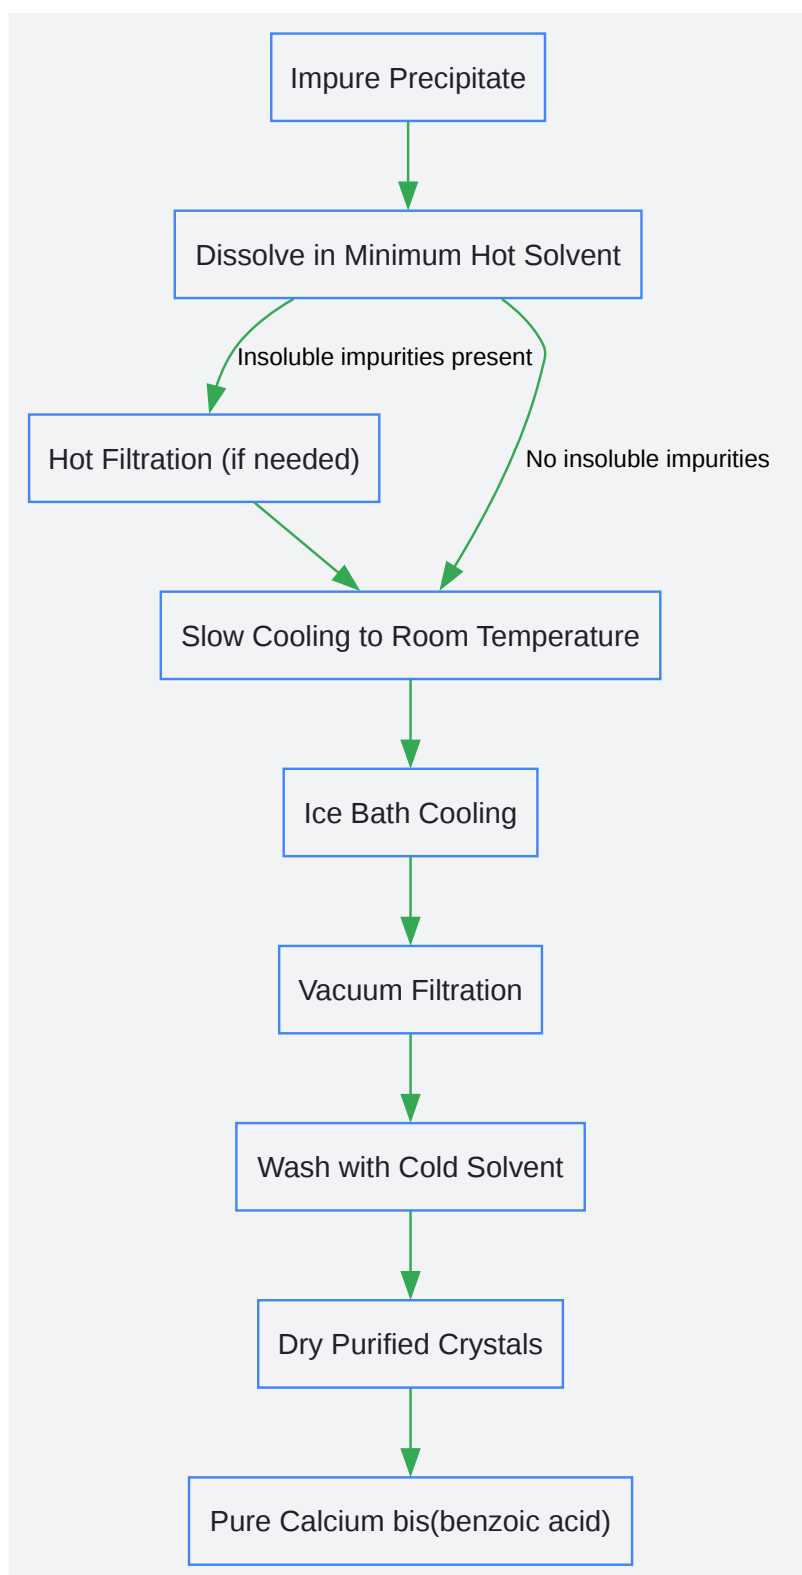 Impure Precipitate
Dissolve in Minimum Hot Solvent
Insoluble impurities present
Hot Filtration (if needed)
No insoluble impurities
Slow Cooling to Room Temperature
Ice Bath Cooling
Vacuum Filtration
Wash with Cold Solvent
Dry Purified Crystals
Pure Calcium bis(benzoic acid)